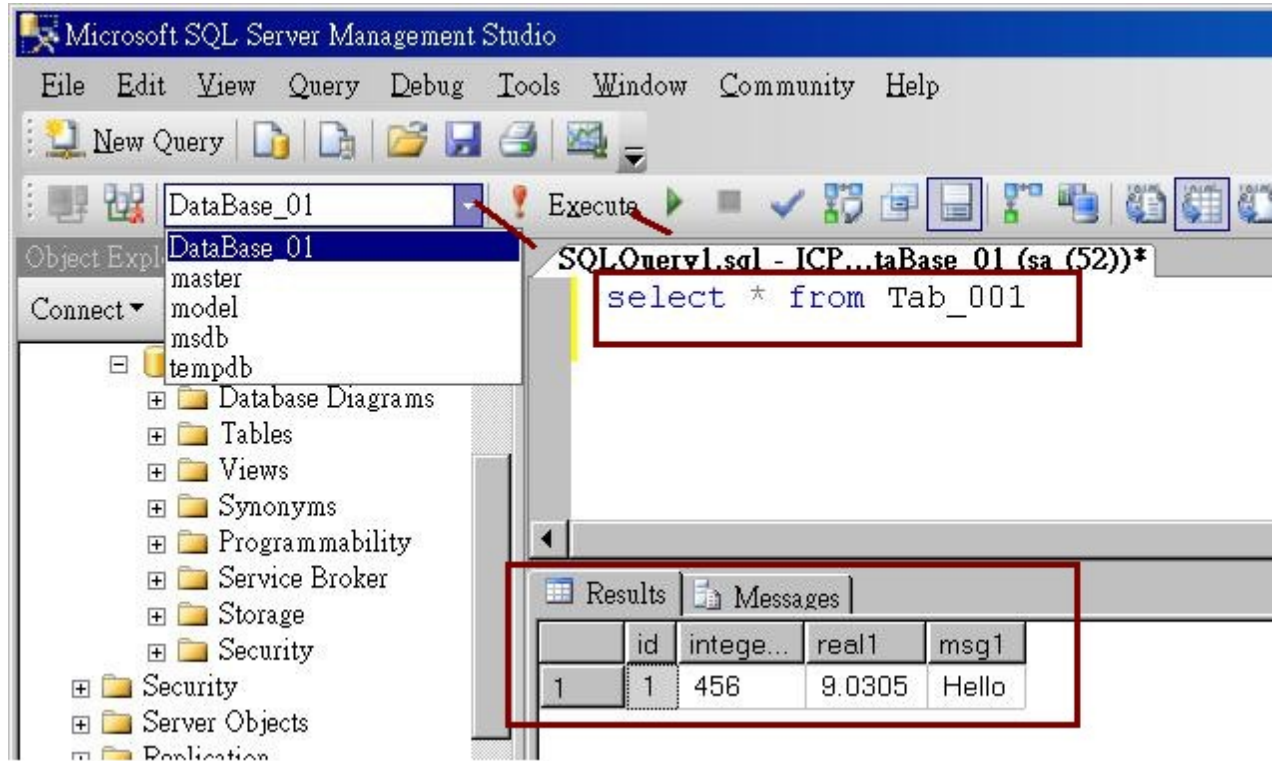 Microsoft SQL Server Management Studio
File Edit View Query Debug Tools Window Community Help
New Query
DataBase_01 Execute
DataBase_01
master
model
msdb
tempdb
Object Expl
Connect
SQLQuery1.sql - ICP...taBase_01 (sa (52))*
select * from Tab_001
Database Diagrams
Tables
Views
Synonyms
Programmability
Service Broker
Storage
Security
Security
Server Objects
Replication
Results Messages
id intege... real1 msg1
1 1 456 9.0305 Hello